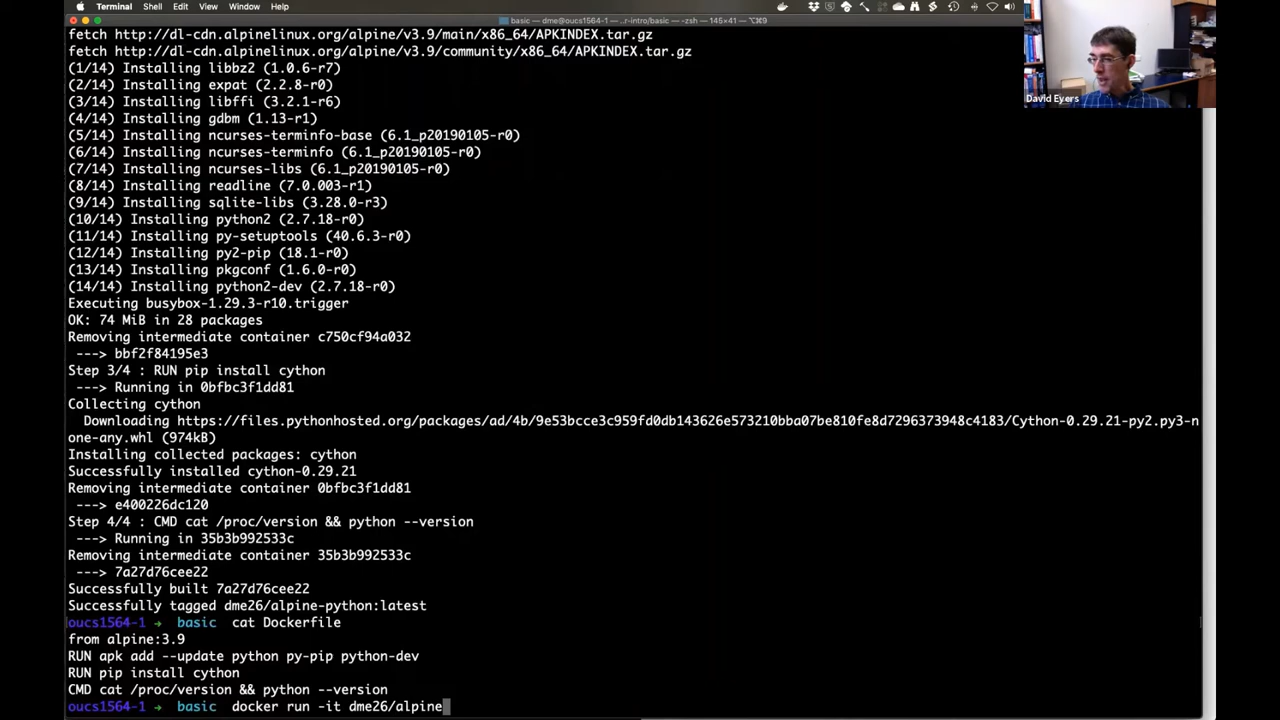 Terminal Shell Edit View Window Help
basic — dme@oucs1564-1 — ..r-intro/basic — -zsh — 145×41
⌥⌘9
fetch http://dl-cdn.alpinelinux.org/alpine/v3.9/main/x86_64/APKINDEX.tar.gz
fetch http://dl-cdn.alpinelinux.org/alpine/v3.9/community/x86_64/APKINDEX.tar.gz
(1/14) Installing libbz2 (1.0.6-r7)
(2/14) Installing expat (2.2.8-r0)
(3/14) Installing libffi (3.2.1-r6)
(4/14) Installing gdbm (1.13-r1)
(5/14) Installing ncurses-terminfo-base (6.1_p20190105-r0)
(6/14) Installing ncurses-terminfo (6.1_p20190105-r0)
(7/14) Installing ncurses-libs (6.1_p20190105-r0)
(8/14) Installing readline (7.0.003-r1)
(9/14) Installing sqlite-libs (3.28.0-r3)
(10/14) Installing python2 (2.7.18-r0)
(11/14) Installing py-setuptools (40.6.3-r0)
(12/14) Installing py2-pip (18.1-r0)
(13/14) Installing pkgconf (1.6.0-r0)
(14/14) Installing python2-dev (2.7.18-r0)
Executing busybox-1.29.3-r10.trigger
OK: 74 MiB in 28 packages
Removing intermediate container c750cf94a032
---> bbf2f84195e3
Step 3/4 : RUN pip install cython
---> Running in 0bfbc3f1dd81
Collecting cython
Downloading https://files.pythonhosted.org/packages/ad/4b/9e53bcce3c959fd0db143626e573210bba07be810fe8d7296373948c4183/Cython-0.29.21-py2.py3-n
one-any.whl (974kB)
Installing collected packages: cython
Successfully installed cython-0.29.21
Removing intermediate container 0bfbc3f1dd81
---> e400226dc120
Step 4/4 : CMD cat /proc/version && python --version
---> Running in 35b3b992533c
Removing intermediate container 35b3b992533c
---> 7a27d76cee22
Successfully built 7a27d76cee22
Successfully tagged dme26/alpine-python:latest
oucs1564-1 → basic cat Dockerfile
from alpine:3.9
RUN apk add --update python py-pip python-dev
RUN pip install cython
CMD cat /proc/version && python --version
oucs1564-1 → basic docker run -it dme26/alpine
David Eyers